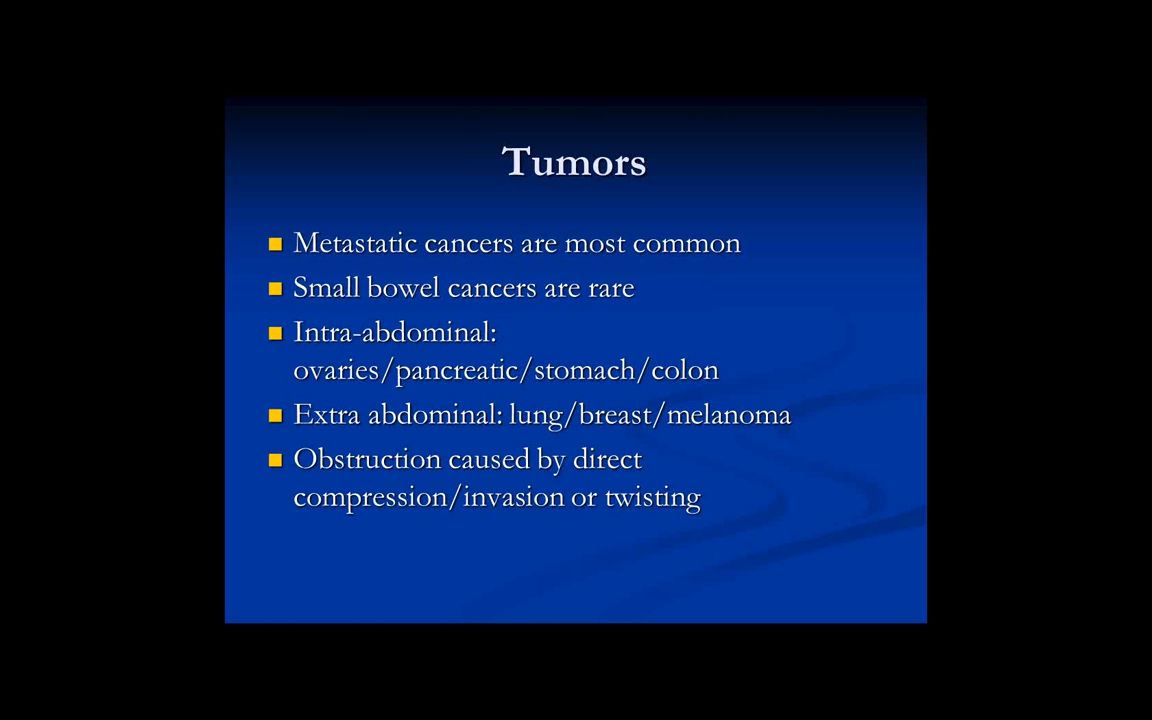 Tumors
Metastatic cancers are most common
Small bowel cancers are rare
Intra-abdominal:
ovaries/pancreatic/stomach/colon
Extra abdominal: lung/breast/melanoma
Obstruction caused by direct
compression/invasion or twisting